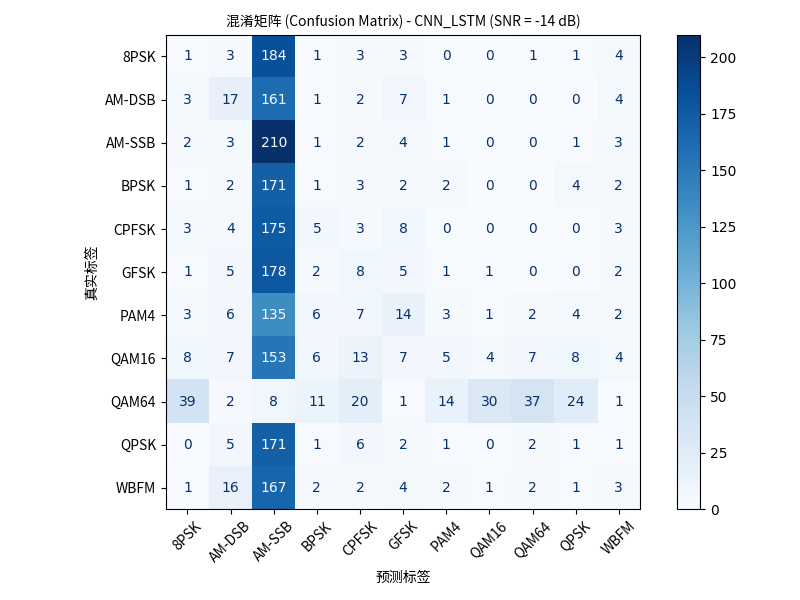 混淆矩阵 (Confusion Matrix) - CNN_LSTM (SNR = -14 dB)
真实标签
8PSK 1 3 184 1 3 3 0 0 1 1 4
AM-DSB 3 17 161 1 2 7 1 0 0 0 4
AM-SSB 2 3 210 1 2 4 1 0 0 1 3
BPSK 1 2 171 1 3 2 2 0 0 4 2
CPFSK 3 4 175 5 3 8 0 0 0 0 3
GFSK 1 5 178 2 8 5 1 1 0 0 2
PAM4 3 6 135 6 7 14 3 1 2 4 2
QAM16 8 7 153 6 13 7 5 4 7 8 4
QAM64 39 2 8 11 20 1 14 30 37 24 1
QPSK 0 5 171 1 6 2 1 0 2 1 1
WBFM 1 16 167 2 2 4 2 1 2 1 3
8PSK AM-DSB AM-SSB BPSK CPFSK GFSK PAM4 QAM16 QAM64 QPSK WBFM
预测标签
200
175
150
125
100
75
50
25
0